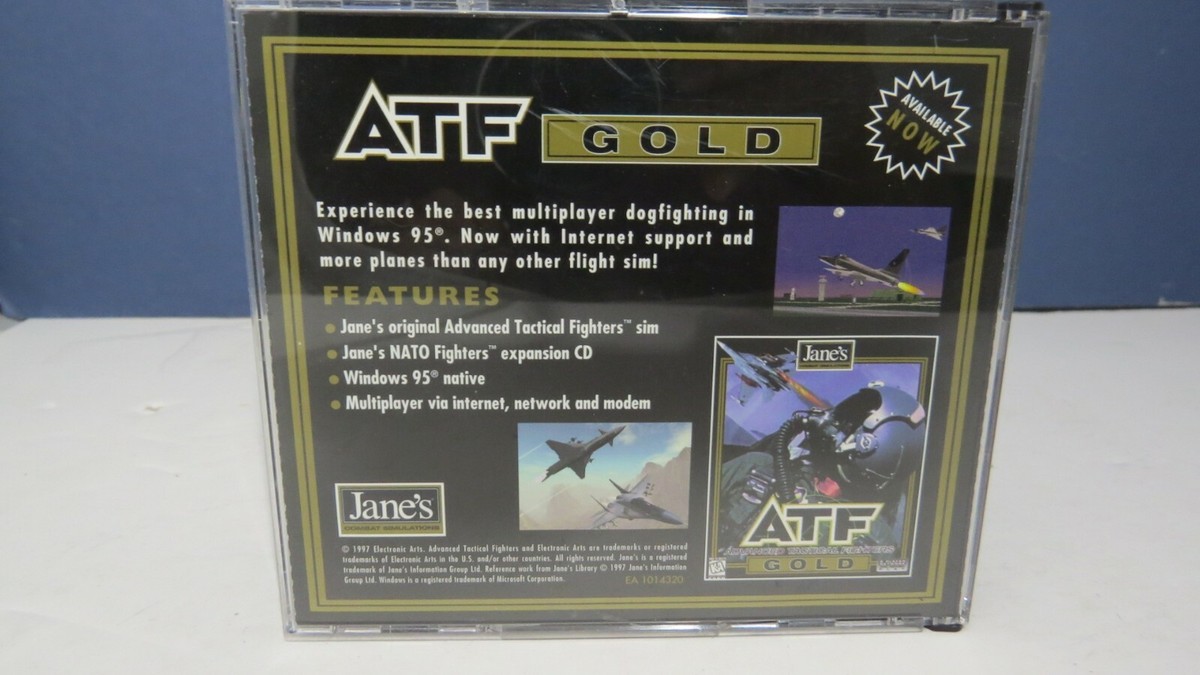 ATF GOLD
AVAILABLE
NOW
Experience the best multiplayer dogfighting in
Windows 95®. Now with Internet support and
more planes than any other flight sim!
FEATURES
• Jane's original Advanced Tactical Fighters™ sim
• Jane's NATO Fighters™ expansion CD
• Windows 95® native
• Multiplayer via internet, network and modem
Jane's
COMBAT SIMULATIONS
ATF
ADVANCED TACTICAL FIGHTERS
GOLD
Jane's
COMBAT SIMULATIONS
© 1997 Electronic Arts. Advanced Tactical Fighters and Electronic Arts are trademarks or registered
trademarks of Electronic Arts in the U.S. and/or other countries. All rights reserved. Jane's is a registered
trademark of Jane's Information Group Ltd. Reference work from Jane's Library © 1997 Jane's Information
Group Ltd. Windows is a registered trademark of Microsoft Corporation.
EA 1014320